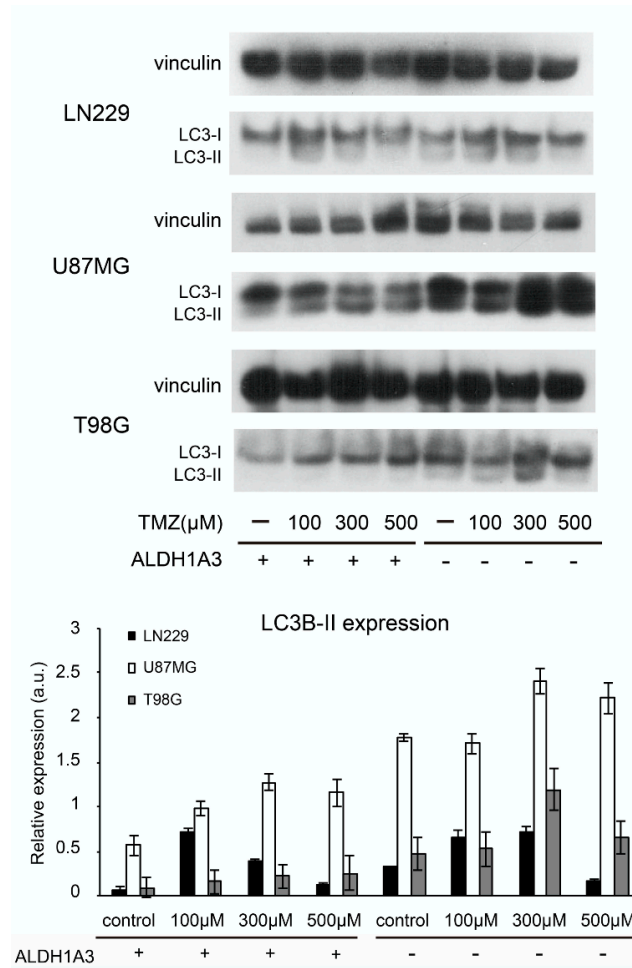 vinculin
LN229
LC3-I
LC3-II
vinculin
U87MG
LC3-I
LC3-II
vinculin
T98G
LC3-I
LC3-II
TMZ(µM) – 100 300 500 – 100 300 500
ALDH1A3 + + + + - - - -
LC3B-II expression
LN229
U87MG
T98G
Relative expression (a.u.)
3
2.5
2
1.5
1
0.5
0
control 100µM 300µM 500µM control 100µM 300µM 500µM
ALDH1A3 + + + + - - - -